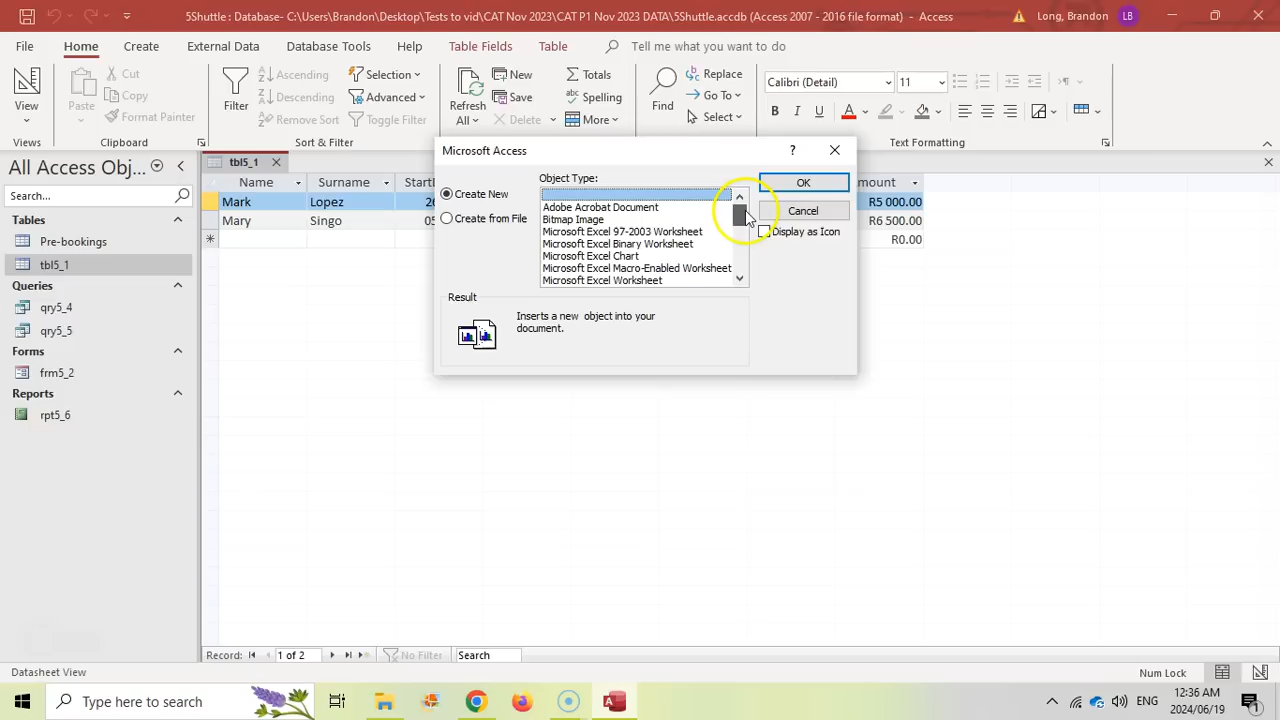 5Shuttle : Database- C:\Users\Brandon\Desktop\Tests to vid\CAT Nov 2023\CAT P1 Nov 2023 DATA\5Shuttle.accdb (Access 2007 - 2016 file format) - Access
Long, Brandon
LB
File Home Create External Data Database Tools Help Table Fields Table Tell me what you want to do
View
Paste
Cut
Copy
Format Painter
Filter
Ascending
Descending
Remove Sort
Selection
Advanced
Toggle Filter
Refresh
All
New
Save
Delete
Totals
Spelling
More
Find
Replace
Go To
Select
Calibri (Detail) 11
B I U A
Views Clipboard Sort & Filter Text Formatting
All Access Obj...
Search...
Tables
Pre-bookings
tbl5_1
Queries
qry5_4
qry5_5
Forms
frm5_2
Reports
rpt5_6
tbl5_1
Name Surname StartD Amount
Mark Lopez 26 R5 000.00
Mary Singo 05 R6 500.00
R0.00
Microsoft Access
Create New
Create from File
Object Type:
Adobe Acrobat Document
Bitmap Image
Microsoft Excel 97-2003 Worksheet
Microsoft Excel Binary Worksheet
Microsoft Excel Chart
Microsoft Excel Macro-Enabled Worksheet
Microsoft Excel Worksheet
OK
Cancel
Display as Icon
Result
Inserts a new object into your
document.
Record: 1 of 2 No Filter Search
Datasheet View
Num Lock
Type here to search
ENG
12:36 AM
2024/06/19
1